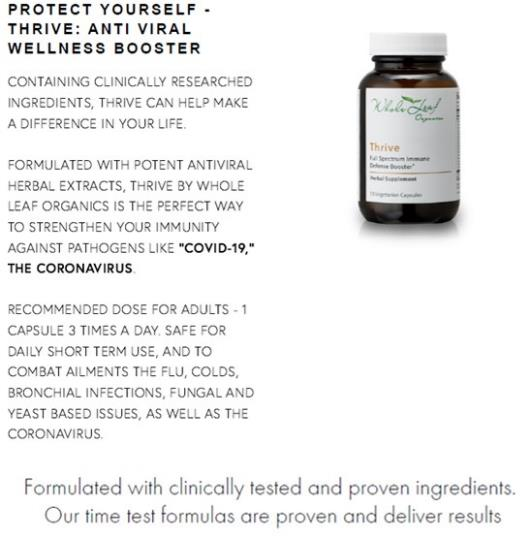 PROTECT YOURSELF -
THRIVE: ANTI VIRAL
WELLNESS BOOSTER
CONTAINING CLINICALLY RESEARCHED
INGREDIENTS, THRIVE CAN HELP MAKE
A DIFFERENCE IN YOUR LIFE.
FORMULATED WITH POTENT ANTIVIRAL
HERBAL EXTRACTS, THRIVE BY WHOLE
LEAF ORGANICS IS THE PERFECT WAY
TO STRENGTHEN YOUR IMMUNITY
AGAINST PATHOGENS LIKE "COVID-19,"
THE CORONAVIRUS.
RECOMMENDED DOSE FOR ADULTS - 1
CAPSULE 3 TIMES A DAY. SAFE FOR
DAILY SHORT TERM USE, AND TO
COMBAT AILMENTS THE FLU, COLDS,
BRONCHIAL INFECTIONS, FUNGAL AND
YEAST BASED ISSUES, AS WELL AS THE
CORONAVIRUS.
Whole Leaf
Organics
Thrive
Full Spectrum Immune
Defense Booster*
Herbal Supplement
Vegetarian Capsules
Formulated with clinically tested and proven ingredients.
Our time test formulas are proven and deliver results